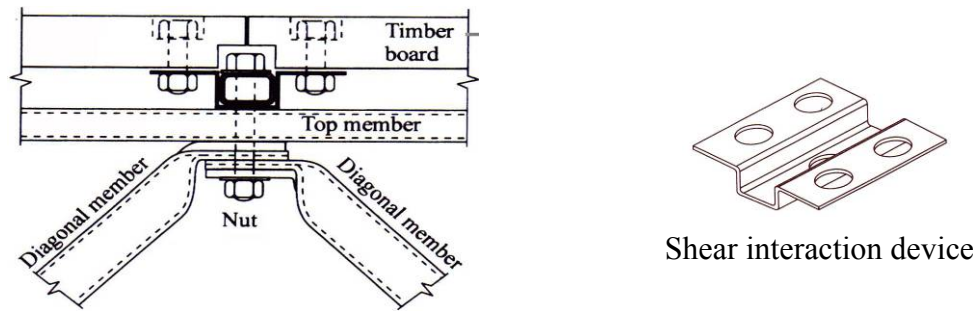 Timber
board
Top member
Diagonal member
Diagonal member
Nut
Shear interaction device